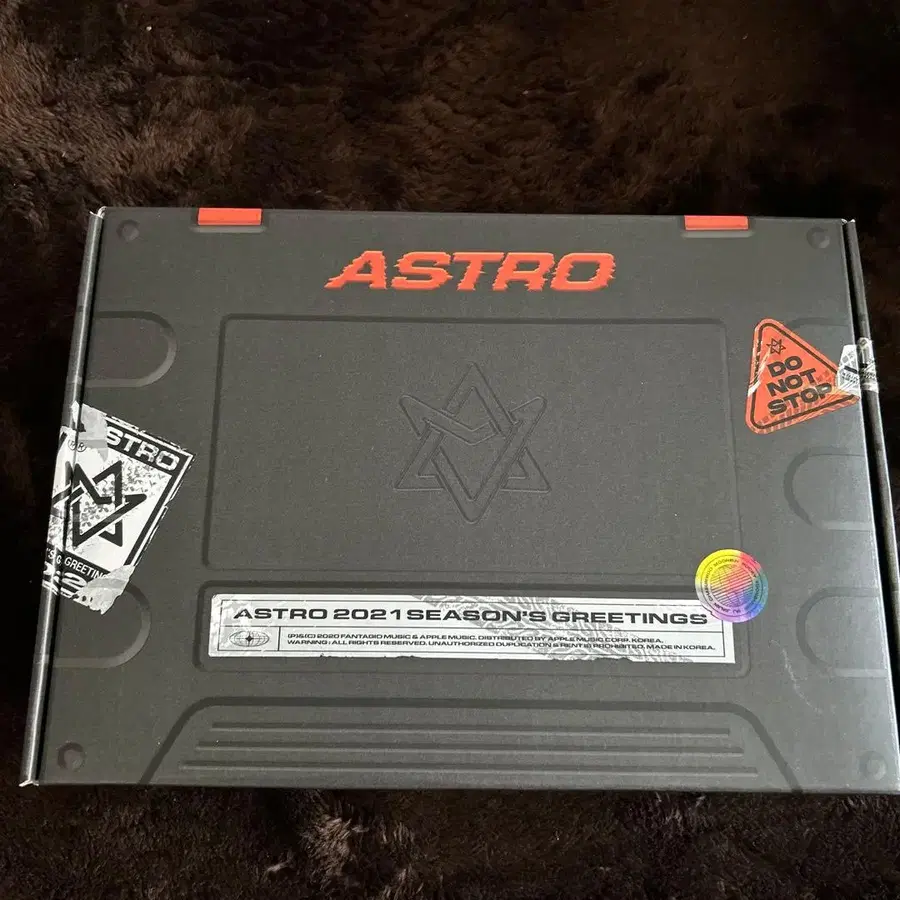 ASTRO
DO
NOT
STOP
ASTRO
ASTRO 2021 SEASON'S GREETINGS
(P)&(C) 2020 FANTAGIO MUSIC & APPLE MUSIC. DISTRIBUTED BY APPLE MUSIC CORP. KOREA.
WARNING : ALL RIGHTS RESERVED. UNAUTHORIZED DUPLICATION & RENT IS PROHIBITED. MADE IN KOREA.